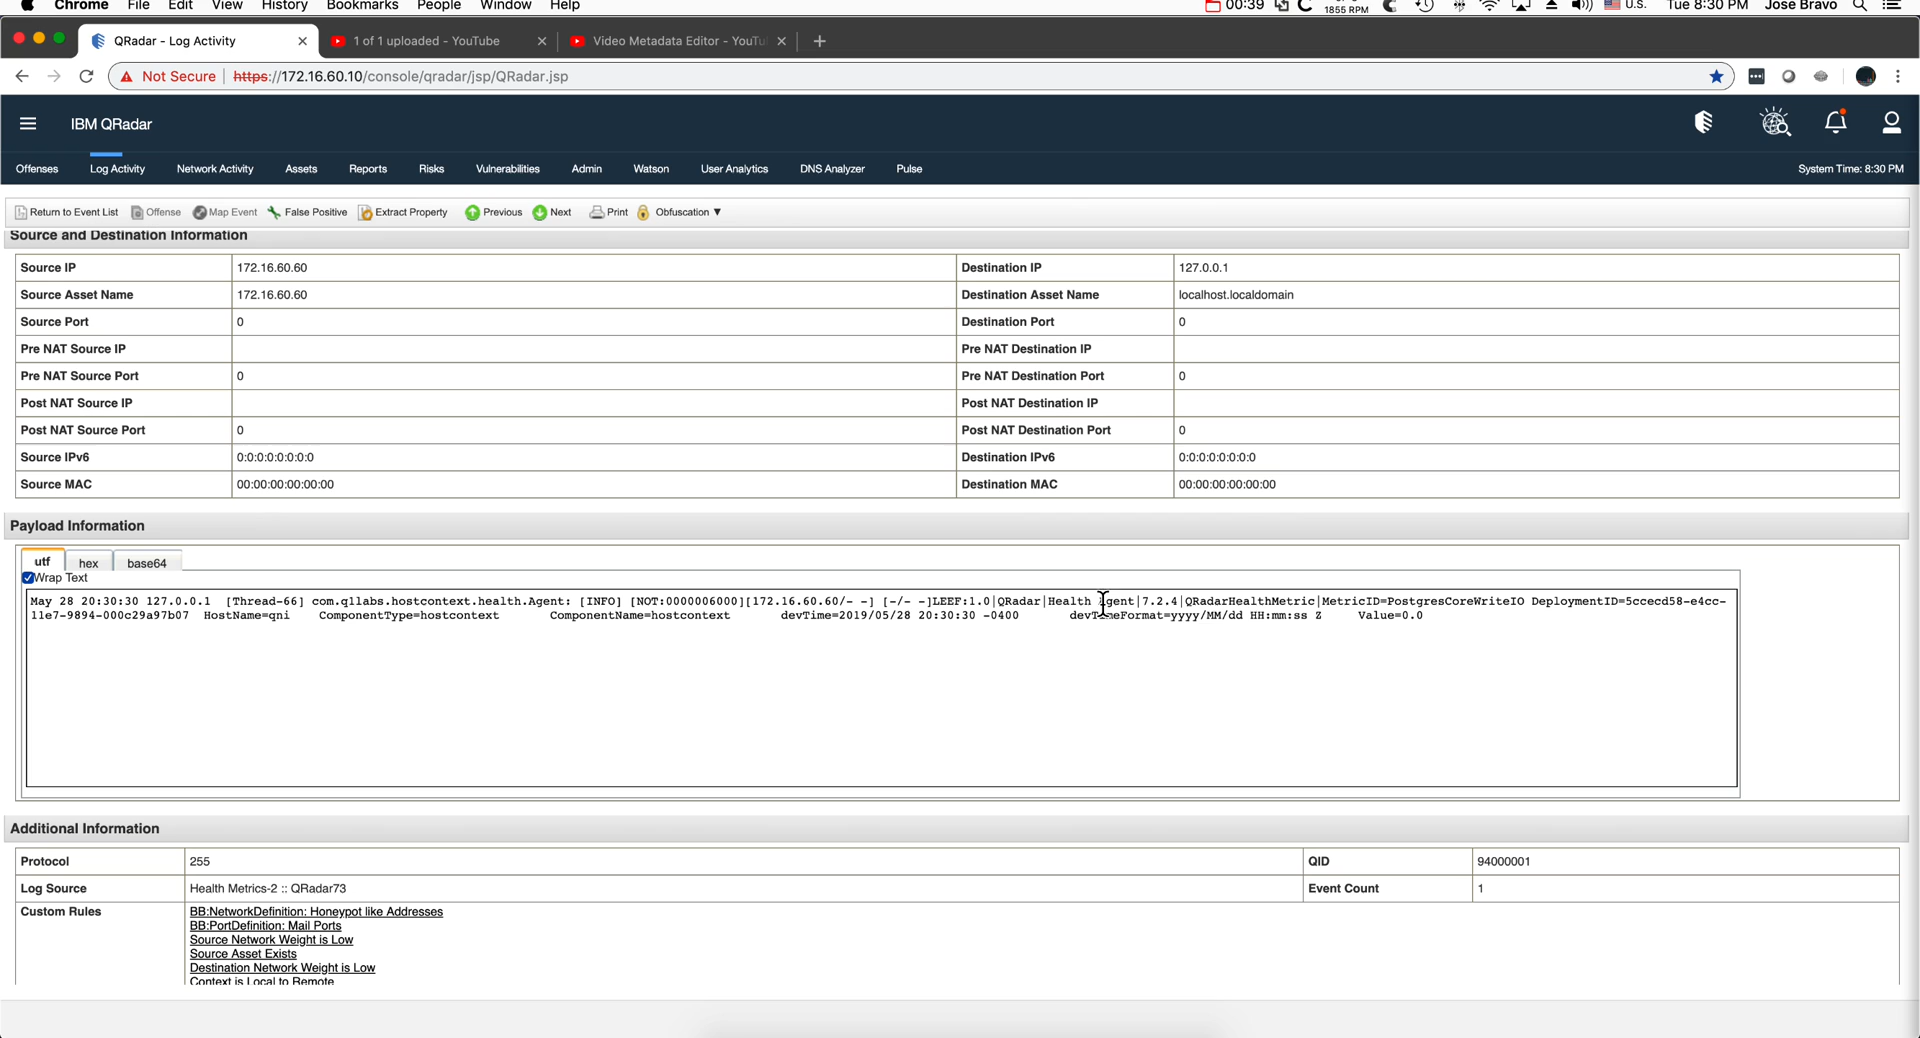 Chrome File Edit View History Bookmarks People Window Help 00:39 1855 RPM U.S. Tue 8:30 PM Jose Bravo
QRadar - Log Activity 1 of 1 uploaded - YouTube Video Metadata Editor - YouTu
Not Secure https://172.16.60.10/console/qradar/jsp/QRadar.jsp
IBM QRadar
Offenses Log Activity Network Activity Assets Reports Risks Vulnerabilities Admin Watson User Analytics DNS Analyzer Pulse System Time: 8:30 PM
Return to Event List Offense Map Event False Positive Extract Property Previous Next Print Obfuscation ▼
Source and Destination Information
Source IP 172.16.60.60 Destination IP 127.0.0.1
Source Asset Name 172.16.60.60 Destination Asset Name localhost.localdomain
Source Port 0 Destination Port 0
Pre NAT Source IP Pre NAT Destination IP
Pre NAT Source Port 0 Pre NAT Destination Port 0
Post NAT Source IP Post NAT Destination IP
Post NAT Source Port 0 Post NAT Destination Port 0
Source IPv6 0:0:0:0:0:0:0:0 Destination IPv6 0:0:0:0:0:0:0:0
Source MAC 00:00:00:00:00:00 Destination MAC 00:00:00:00:00:00
Payload Information
utf hex base64
Wrap Text
May 28 20:30:30 127.0.0.1 [Thread-66] com.q1labs.hostcontext.health.Agent: [INFO] [NOT:0000006000][172.16.60.60/- -] [-/- -]LEEF:1.0|QRadar|Health Agent|7.2.4|QRadarHealthMetric|MetricID=PostgresCoreWriteIO DeploymentID=5ccecd58-e4cc-
11e7-9894-000c29a97b07 HostName=qni ComponentType=hostcontext ComponentName=hostcontext devTime=2019/05/28 20:30:30 -0400 devTimeFormat=yyyy/MM/dd HH:mm:ss Z Value=0.0
Additional Information
Protocol 255 QID 94000001
Log Source Health Metrics-2 :: QRadar73 Event Count 1
Custom Rules BB:NetworkDefinition: Honeypot like Addresses
BB:PortDefinition: Mail Ports
Source Network Weight is Low
Source Asset Exists
Destination Network Weight is Low
Context is Local to Remote